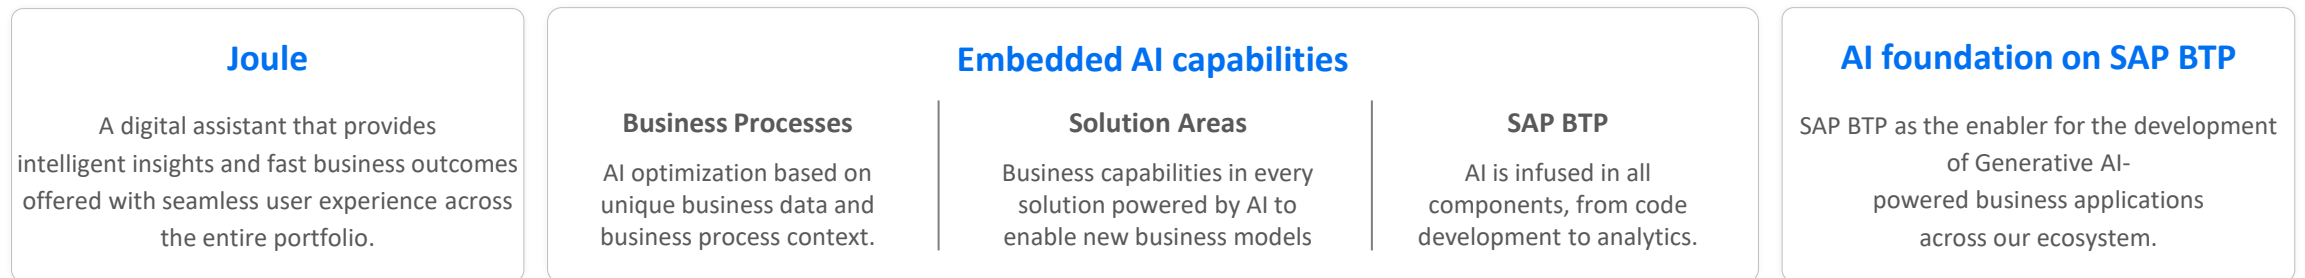 Joule
A digital assistant that provides
intelligent insights and fast business outcomes
offered with seamless user experience across
the entire portfolio.
Embedded AI capabilities
Business Processes
AI optimization based on
unique business data and
business process context.
Solution Areas
Business capabilities in every
solution powered by AI to
enable new business models
SAP BTP
AI is infused in all
components, from code
development to analytics.
AI foundation on SAP BTP
SAP BTP as the enabler for the development
of Generative AI-
powered business applications
across our ecosystem.